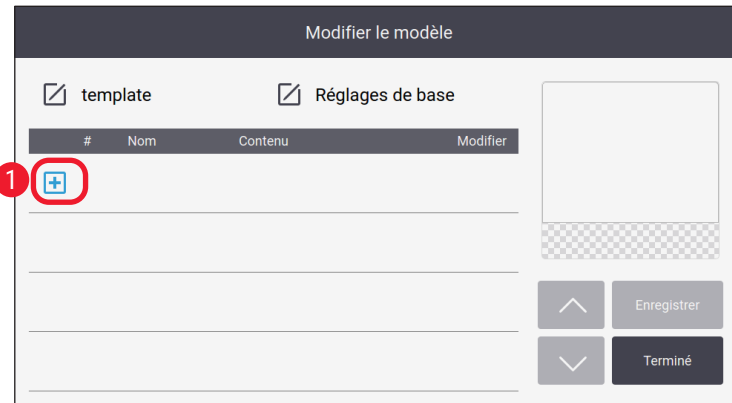 Modifier le modèle
template Réglages de base
# Nom Contenu Modifier
1
Enregistrer
Terminé